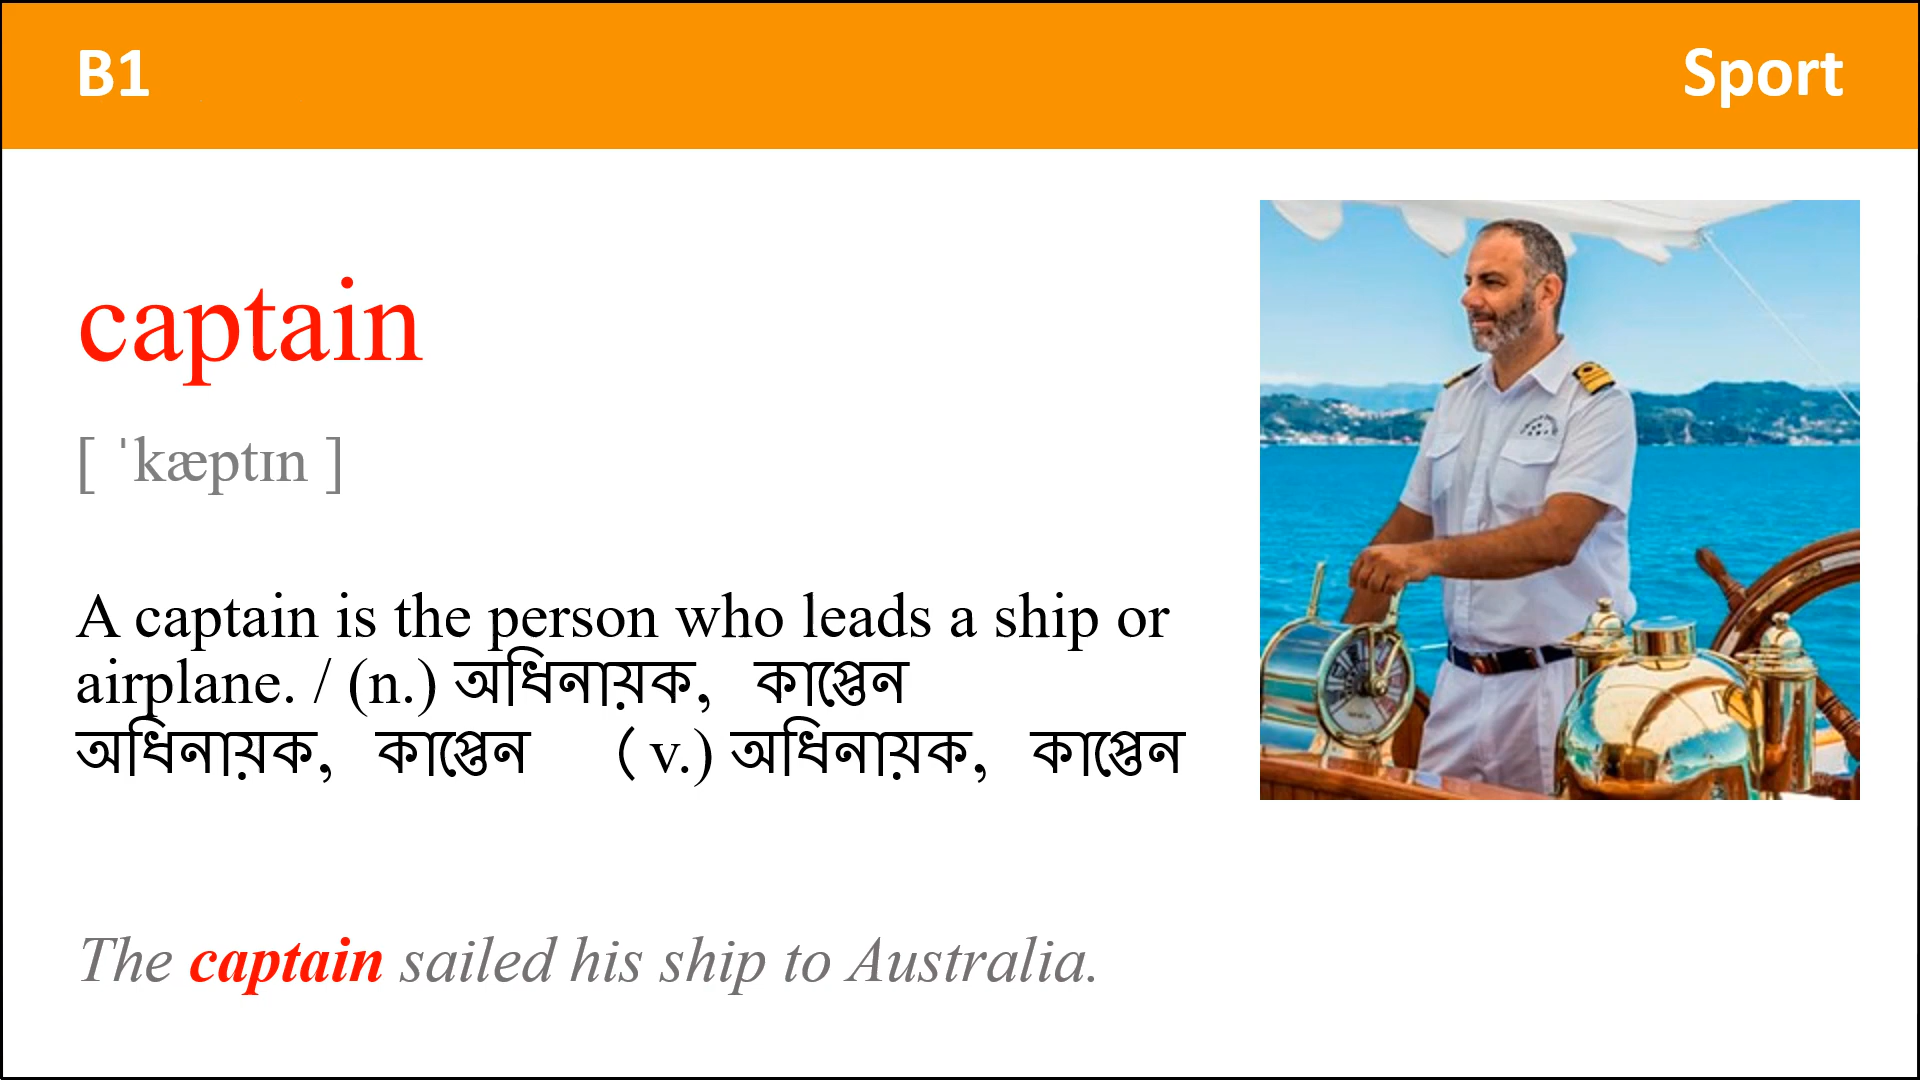 B1
Sport
captain
[ ˈkæptɪn ]
A captain is the person who leads a ship or
airplane. / (n.) অধিনায়ক, কাপ্তেন
অধিনায়ক, কাপ্তেন (v.) অধিনায়ক, কাপ্তেন
The captain sailed his ship to Australia.